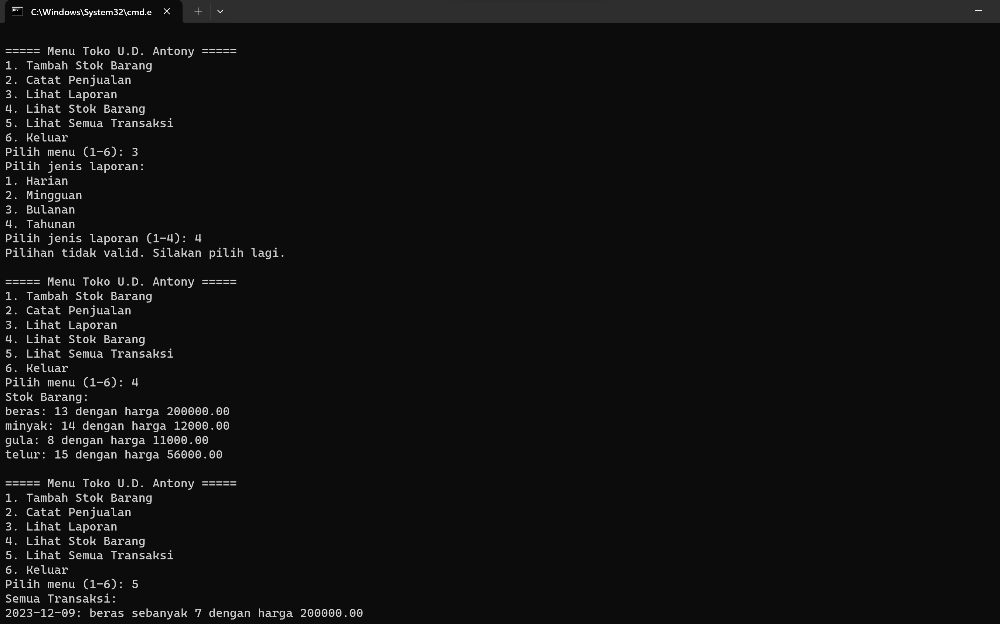 C:\Windows\System32\cmd.e
===== Menu Toko U.D. Antony =====
1. Tambah Stok Barang
2. Catat Penjualan
3. Lihat Laporan
4. Lihat Stok Barang
5. Lihat Semua Transaksi
6. Keluar
Pilih menu (1-6): 3
Pilih jenis laporan:
1. Harian
2. Mingguan
3. Bulanan
4. Tahunan
Pilih jenis laporan (1-4): 4
Pilihan tidak valid. Silakan pilih lagi.
===== Menu Toko U.D. Antony =====
1. Tambah Stok Barang
2. Catat Penjualan
3. Lihat Laporan
4. Lihat Stok Barang
5. Lihat Semua Transaksi
6. Keluar
Pilih menu (1-6): 4
Stok Barang:
beras: 13 dengan harga 200000.00
minyak: 14 dengan harga 12000.00
gula: 8 dengan harga 11000.00
telur: 15 dengan harga 56000.00
===== Menu Toko U.D. Antony =====
1. Tambah Stok Barang
2. Catat Penjualan
3. Lihat Laporan
4. Lihat Stok Barang
5. Lihat Semua Transaksi
6. Keluar
Pilih menu (1-6): 5
Semua Transaksi:
2023-12-09: beras sebanyak 7 dengan harga 200000.00